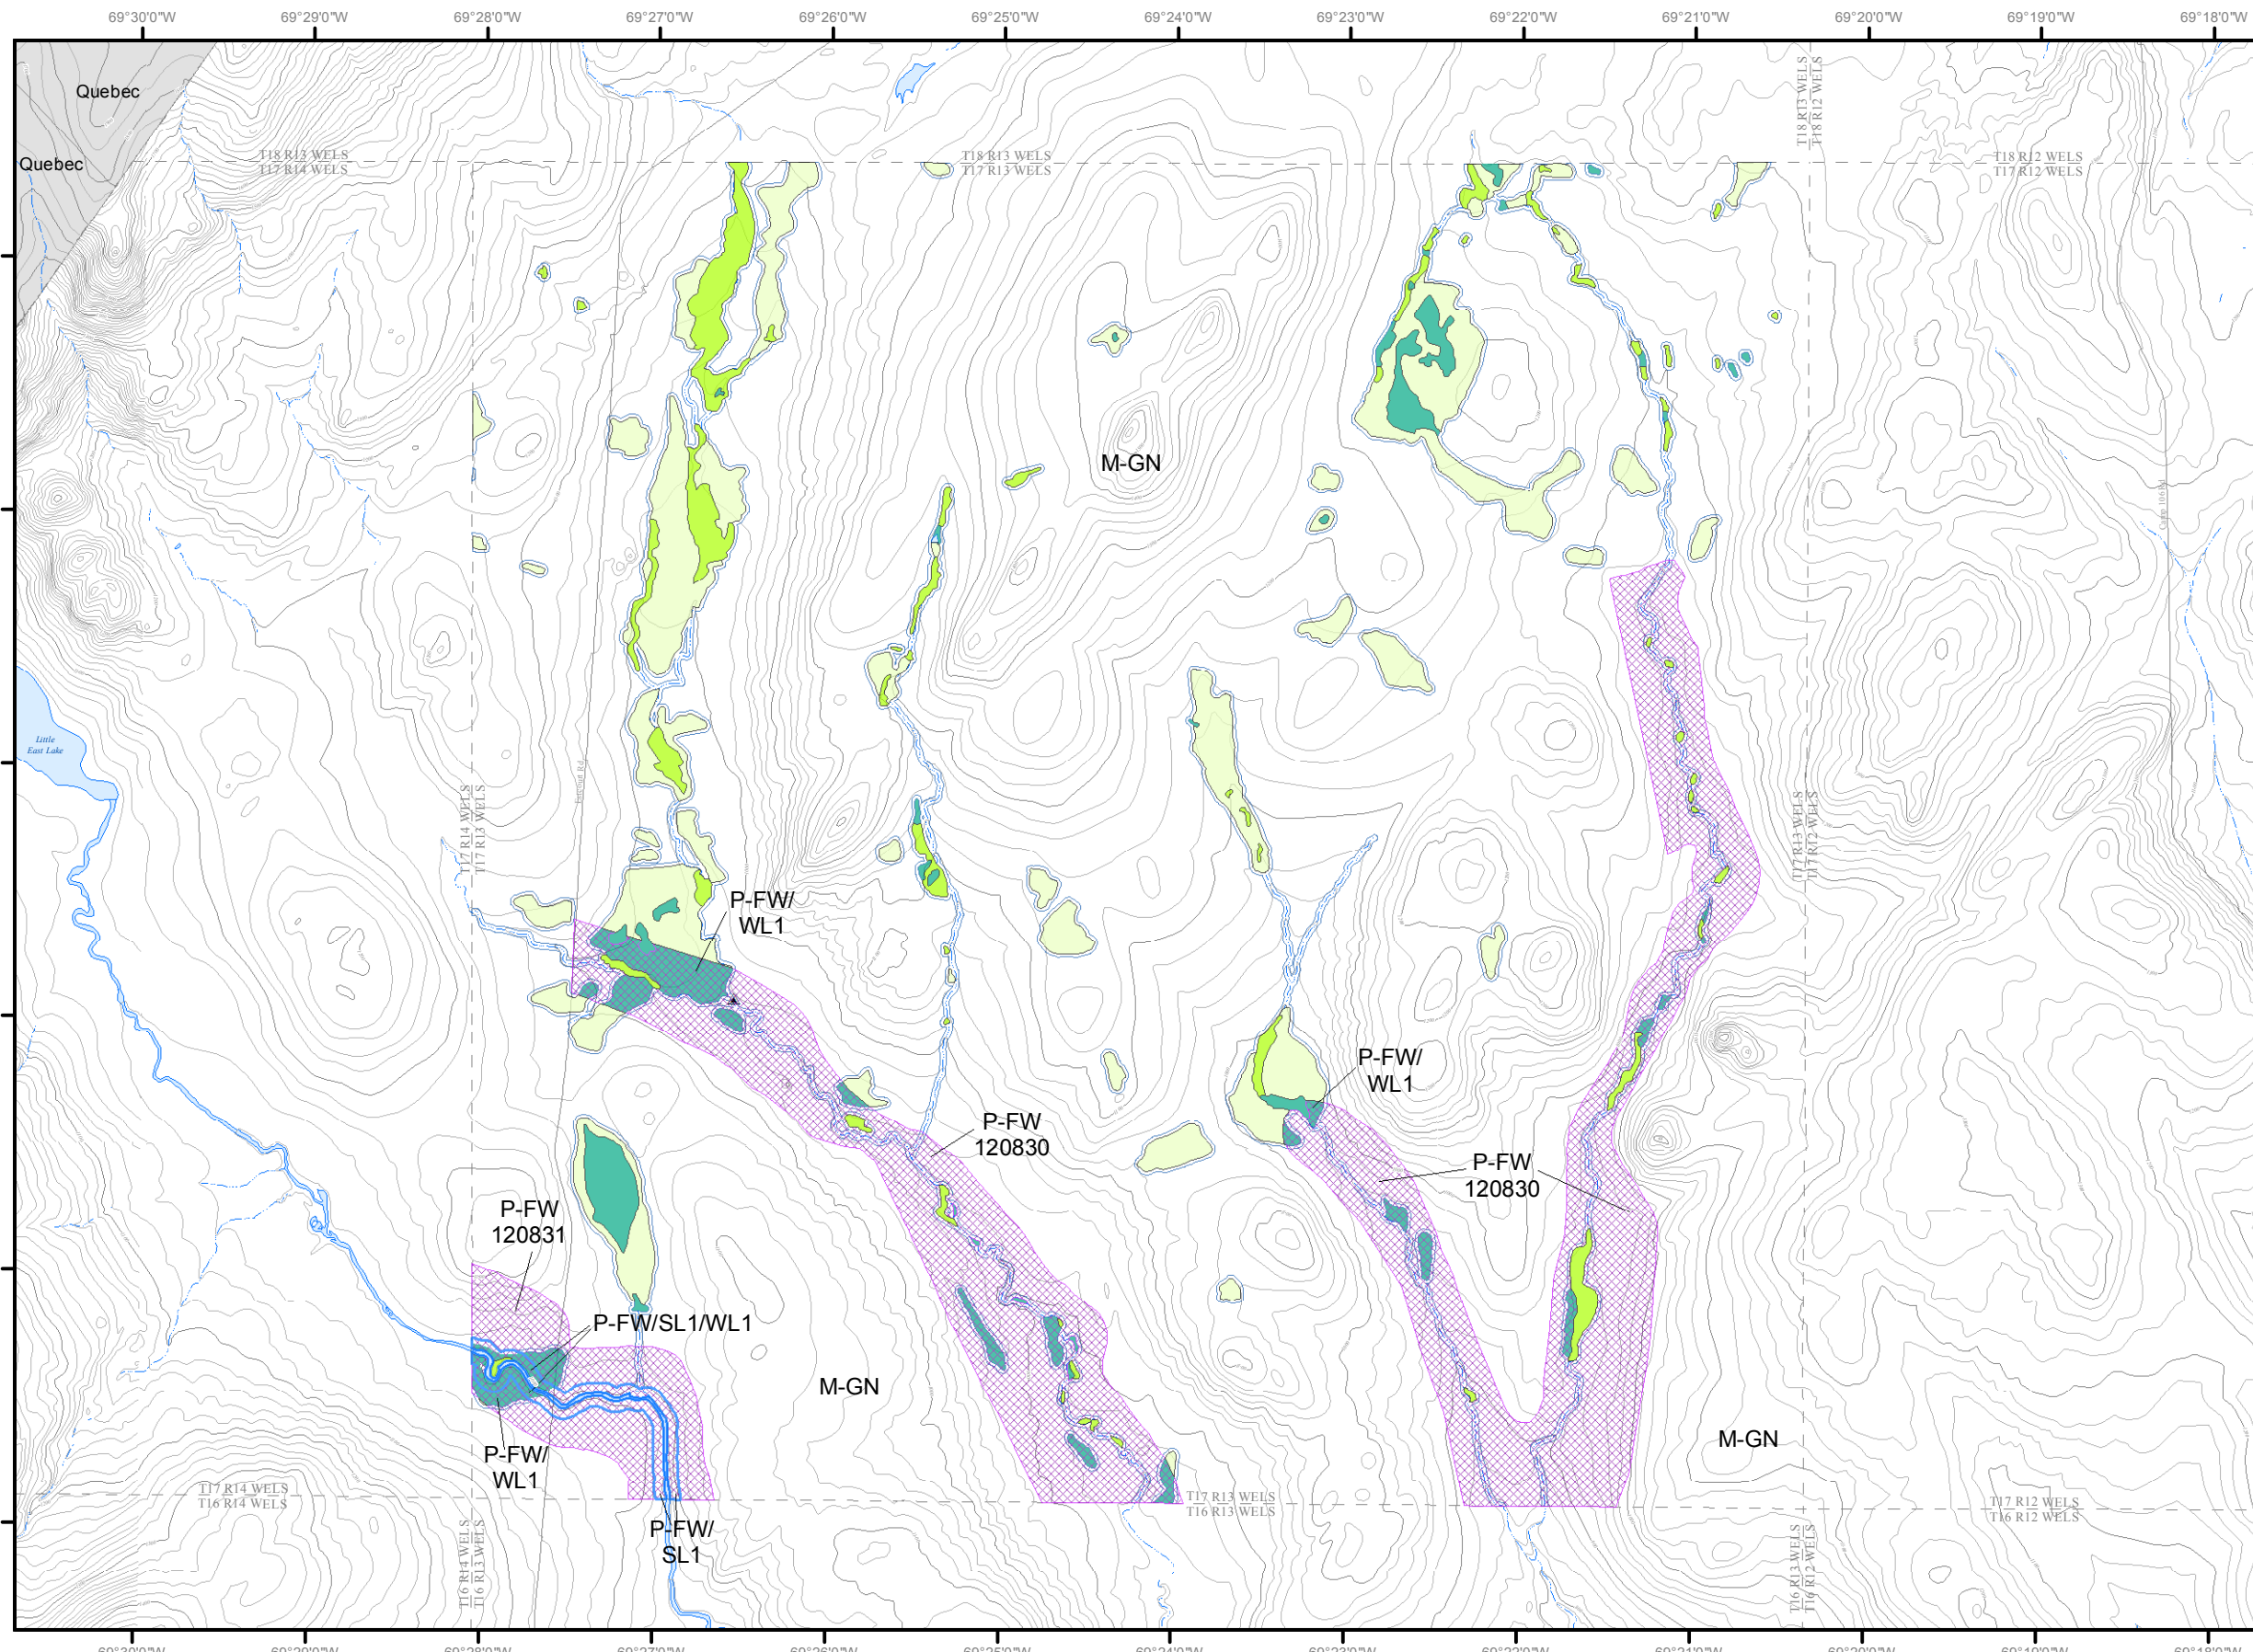 69°30'0"W 69°29'0"W 69°28'0"W 69°27'0"W 69°26'0"W 69°25'0"W 69°24'0"W 69°23'0"W 69°22'0"W 69°21'0"W 69°20'0"W 69°19'0"W 69°18'0"W
Quebec
Quebec
T18 R13 WELS
T17 R14 WELS
T18 R13 WELS
T17 R13 WELS
T18 R13 WELS
T18 R12 WELS
T18 R12 WELS
T17 R12 WELS
M-GN
Camp 106 Rd
Little
East Lake
T17 R14 WELS
T17 R13 WELS
T17 R13 WELS
T17 R12 WELS
P-FW/
WL1
P-FW/
WL1
P-FW
120830
P-FW
120830
P-FW
120831
P-FW/SL1/WL1
M-GN
M-GN
P-FW/
WL1
T17 R14 WELS
T16 R14 WELS
T17 R13 WELS
T16 R13 WELS
T17 R12 WELS
T16 R12 WELS
P-FW/
SL1
T16 R14 WELS
T16 R13 WELS
T16 R13 WELS
T16 R12 WELS